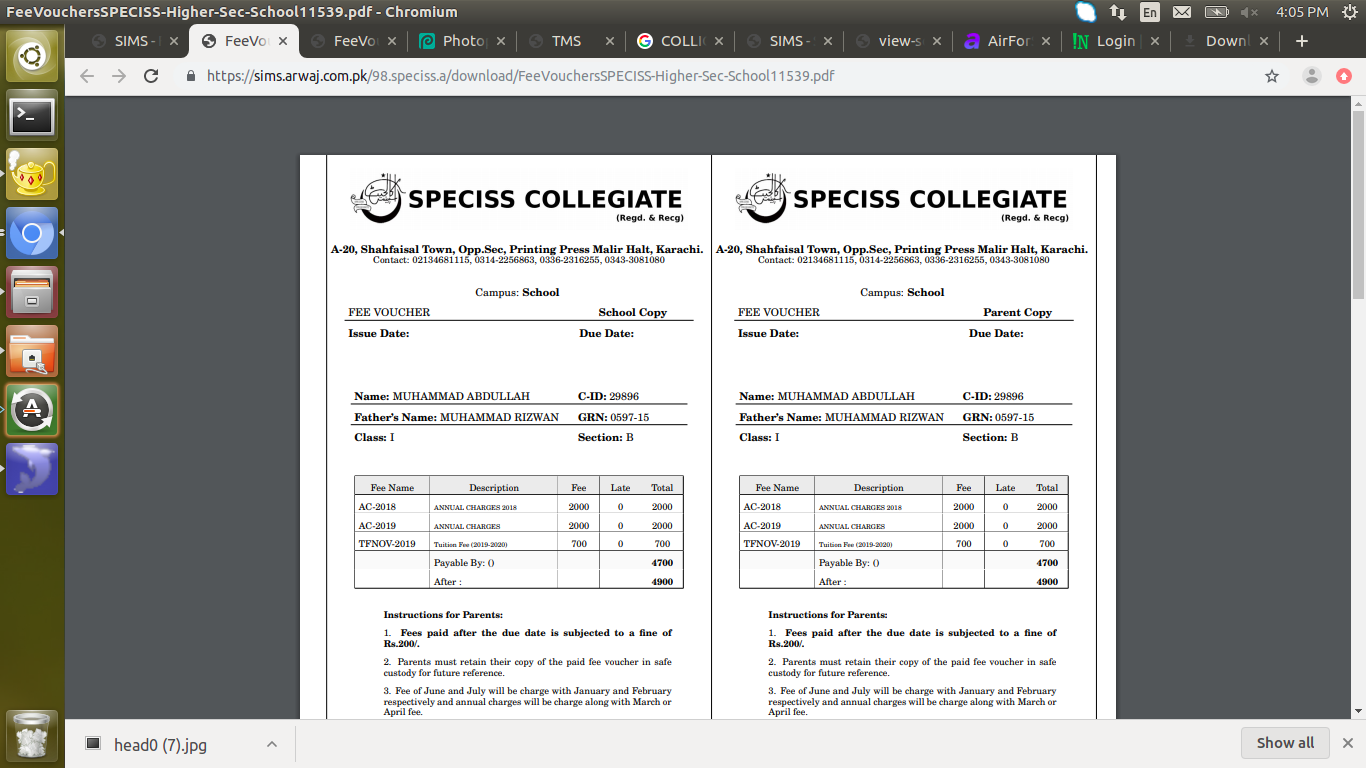 FeeVouchersSPECISS-Higher-Sec-School11539.pdf - Chromium
En
4:05 PM
SIMS -
FeeVo
FeeVo
Photo
TMS
COLLE
SIMS -
view-s
AirFor
Login
Downl
https://sims.arwaj.com.pk/98.speciss.a/download/FeeVouchersSPECISS-Higher-Sec-School11539.pdf
SPECISS COLLEGIATE
(Regd. & Recg)
A-20, Shahfaisal Town, Opp.Sec, Printing Press Malir Halt, Karachi.
Contact: 02134681115, 0314-2256863, 0336-2316255, 0343-3081080
Campus: School
FEE VOUCHER School Copy
Issue Date: Due Date:
Name: MUHAMMAD ABDULLAH C-ID: 29896
Father's Name: MUHAMMAD RIZWAN GRN: 0597-15
Class: I Section: B
Fee Name Description Fee Late Total
AC-2018 ANNUAL CHARGES 2018 2000 0 2000
AC-2019 ANNUAL CHARGES 2000 0 2000
TFNOV-2019 Tuition Fee (2019-2020) 700 0 700
Payable By: () 4700
After : 4900
Instructions for Parents:
1. Fees paid after the due date is subjected to a fine of
Rs.200/.
2. Parents must retain their copy of the paid fee voucher in safe
custody for future reference.
3. Fee of June and July will be charge with January and February
respectively and annual charges will be charge along with March or
April fee.
SPECISS COLLEGIATE
(Regd. & Recg)
A-20, Shahfaisal Town, Opp.Sec, Printing Press Malir Halt, Karachi.
Contact: 02134681115, 0314-2256863, 0336-2316255, 0343-3081080
Campus: School
FEE VOUCHER Parent Copy
Issue Date: Due Date:
Name: MUHAMMAD ABDULLAH C-ID: 29896
Father's Name: MUHAMMAD RIZWAN GRN: 0597-15
Class: I Section: B
Fee Name Description Fee Late Total
AC-2018 ANNUAL CHARGES 2018 2000 0 2000
AC-2019 ANNUAL CHARGES 2000 0 2000
TFNOV-2019 Tuition Fee (2019-2020) 700 0 700
Payable By: () 4700
After : 4900
Instructions for Parents:
1. Fees paid after the due date is subjected to a fine of
Rs.200/.
2. Parents must retain their copy of the paid fee voucher in safe
custody for future reference.
3. Fee of June and July will be charge with January and February
respectively and annual charges will be charge along with March or
April fee.
head0 (7).jpg
Show all